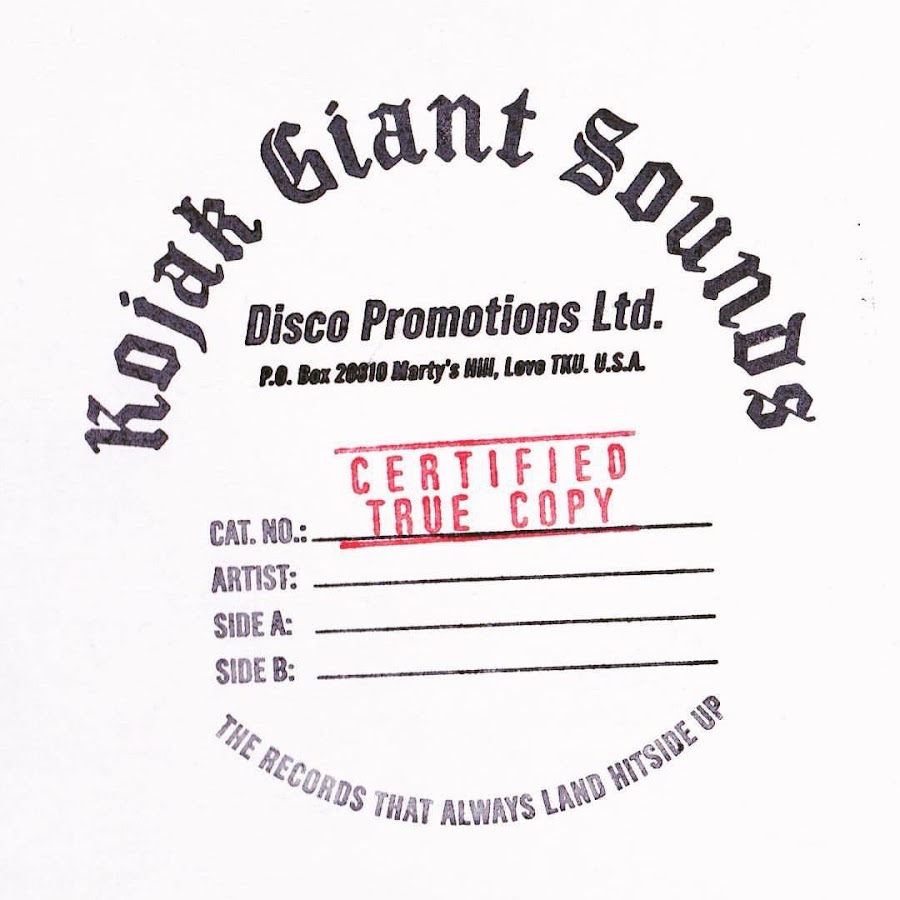 Kojak Giant Sounds
Disco Promotions Ltd.
P.O. Box 20010 Marty's Hill, Love TKU. U.S.A.
CERTIFIED
TRUE COPY
CAT. NO.:
ARTIST:
SIDE A:
SIDE B:
THE RECORDS THAT ALWAYS LAND HITSIDE UP